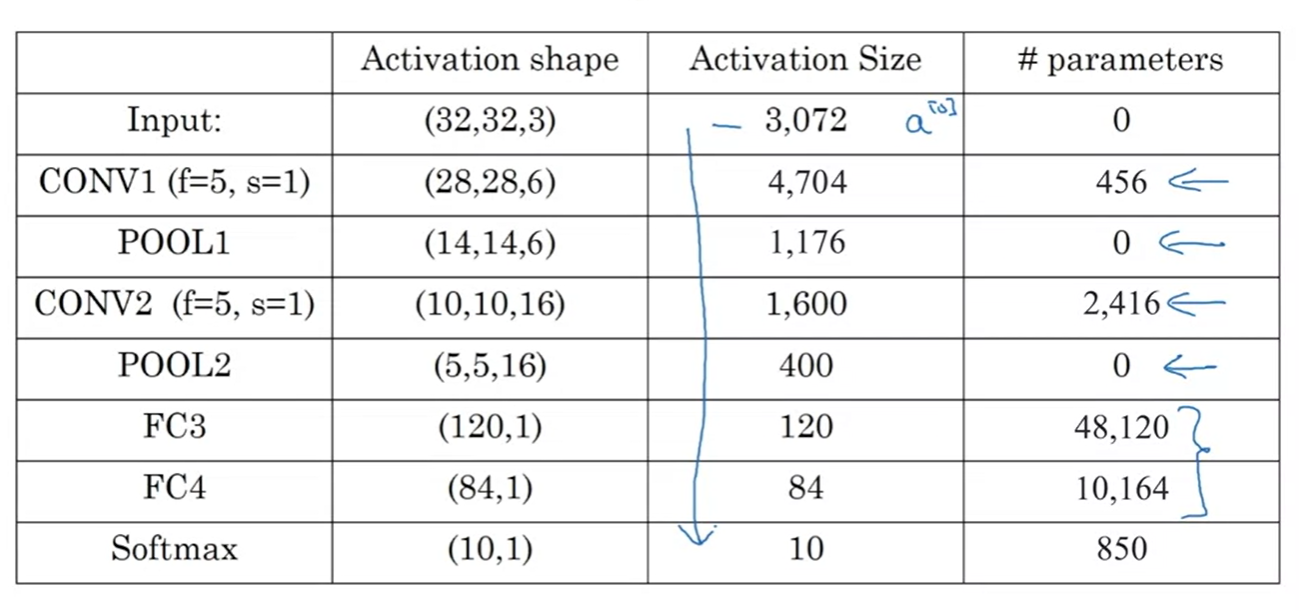 Activation shape Activation Size # parameters
Input: (32,32,3) 3,072 a[0] 0
CONV1 (f=5, s=1) (28,28,6) 4,704 456
POOL1 (14,14,6) 1,176 0
CONV2 (f=5, s=1) (10,10,16) 1,600 2,416
POOL2 (5,5,16) 400 0
FC3 (120,1) 120 48,120
FC4 (84,1) 84 10,164
Softmax (10,1) 10 850